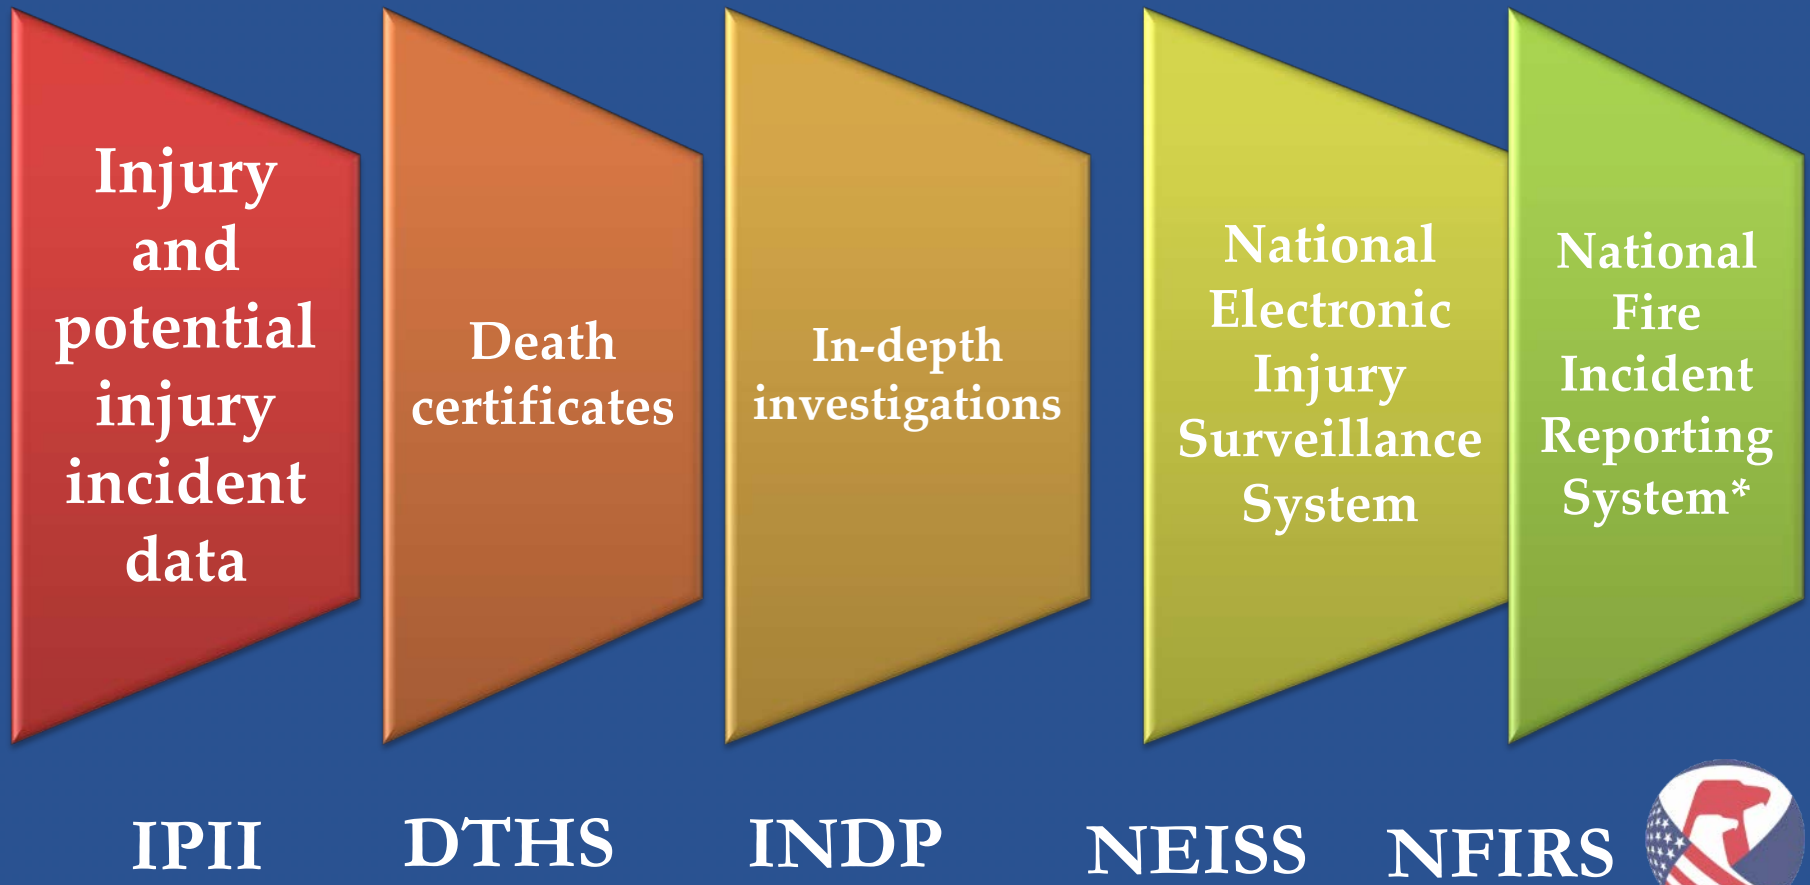 Injury
and
potential
injury
incident
data
Death
certificates
In-depth
investigations
National
Electronic
Injury
Surveillance
System
National
Fire
Incident
Reporting
System*
IPII
DTHS
INDP
NEISS
NFIRS